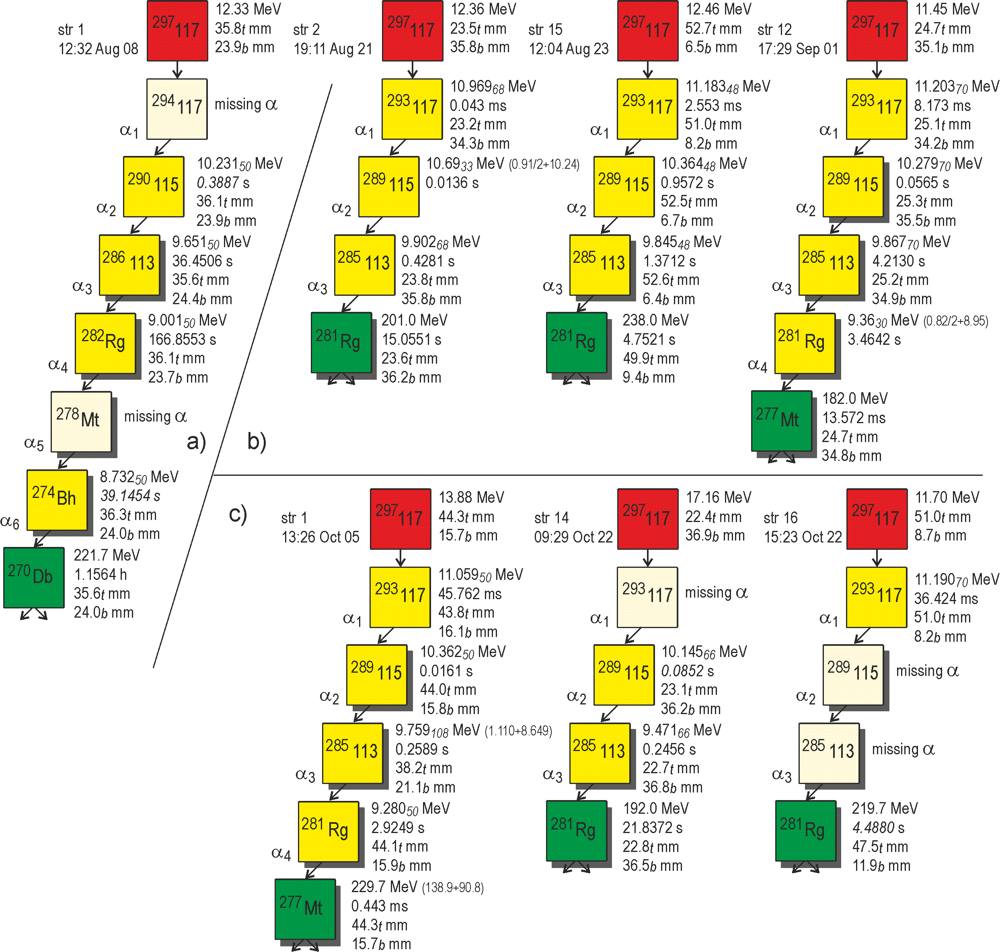 str 1
12:32 Aug 08
297 117
12.33 MeV
35.8t mm
23.9b mm
294 117
missing α
α1
290 115
10.231 50 MeV
0.3887 s
36.1t mm
23.9b mm
α2
286 113
9.651 50 MeV
36.4506 s
35.6t mm
24.4b mm
α3
282 Rg
9.001 50 MeV
166.8553 s
36.1t mm
23.7b mm
α4
278 Mt
missing α
α5
274 Bh
8.732 50 MeV
39.1454 s
36.3t mm
24.0b mm
α6
270 Db
221.7 MeV
1.1564 h
35.6t mm
24.0b mm
a)
b)
str 2
19:11 Aug 21
297 117
12.36 MeV
23.5t mm
35.8b mm
293 117
10.969 68 MeV
0.043 ms
23.2t mm
34.3b mm
α1
289 115
10.69 33 MeV (0.91/2+10.24)
0.0136 s
α2
285 113
9.902 68 MeV
0.4281 s
23.8t mm
35.8b mm
α3
281 Rg
201.0 MeV
15.0551 s
23.6t mm
36.2b mm
str 15
12:04 Aug 23
297 117
12.46 MeV
52.7t mm
6.5b mm
293 117
11.183 48 MeV
2.553 ms
51.0t mm
8.2b mm
α1
289 115
10.364 48 MeV
0.9572 s
52.5t mm
6.7b mm
α2
285 113
9.845 48 MeV
1.3712 s
52.6t mm
6.4b mm
α3
281 Rg
238.0 MeV
4.7521 s
49.9t mm
9.4b mm
str 12
17:29 Sep 01
297 117
11.45 MeV
24.7t mm
35.1b mm
293 117
11.203 70 MeV
8.173 ms
25.1t mm
34.2b mm
α1
289 115
10.279 70 MeV
0.0565 s
25.3t mm
35.5b mm
α2
285 113
9.867 70 MeV
4.2130 s
25.2t mm
34.9b mm
α3
281 Rg
9.36 30 MeV (0.82/2+8.95)
3.4642 s
α4
277 Mt
182.0 MeV
13.572 ms
24.7t mm
34.8b mm
c)
str 1
13:26 Oct 05
297 117
13.88 MeV
44.3t mm
15.7b mm
293 117
11.059 50 MeV
45.762 ms
43.8t mm
16.1b mm
α1
289 115
10.362 50 MeV
0.0161 s
44.0t mm
15.8b mm
α2
285 113
9.759 108 MeV (1.110+8.649)
0.2589 s
38.2t mm
21.1b mm
α3
281 Rg
9.280 50 MeV
2.9249 s
44.1t mm
15.9b mm
α4
277 Mt
229.7 MeV (138.9+90.8)
0.443 ms
44.3t mm
15.7b mm
str 14
09:29 Oct 22
297 117
17.16 MeV
22.4t mm
36.9b mm
293 117
missing α
α1
289 115
10.145 66 MeV
0.0852 s
23.1t mm
36.2b mm
α2
285 113
9.471 66 MeV
0.2456 s
22.7t mm
36.8b mm
α3
281 Rg
192.0 MeV
21.8372 s
22.8t mm
36.5b mm
str 16
15:23 Oct 22
297 117
11.70 MeV
51.0t mm
8.7b mm
293 117
11.190 70 MeV
36.424 ms
51.0t mm
8.2b mm
α1
289 115
missing α
α2
285 113
missing α
α3
281 Rg
219.7 MeV
4.4880 s
47.5t mm
11.9b mm